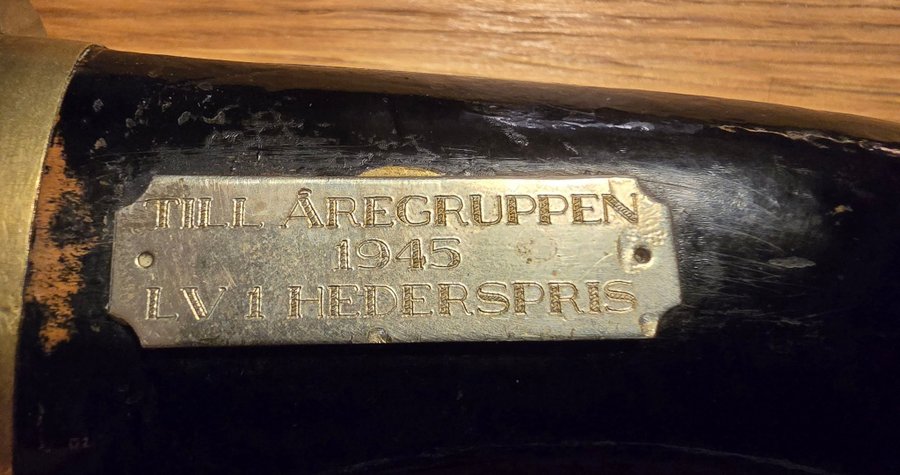 TILL ÅREGRUPPEN
1945
LV 1 HEDERSPRIS